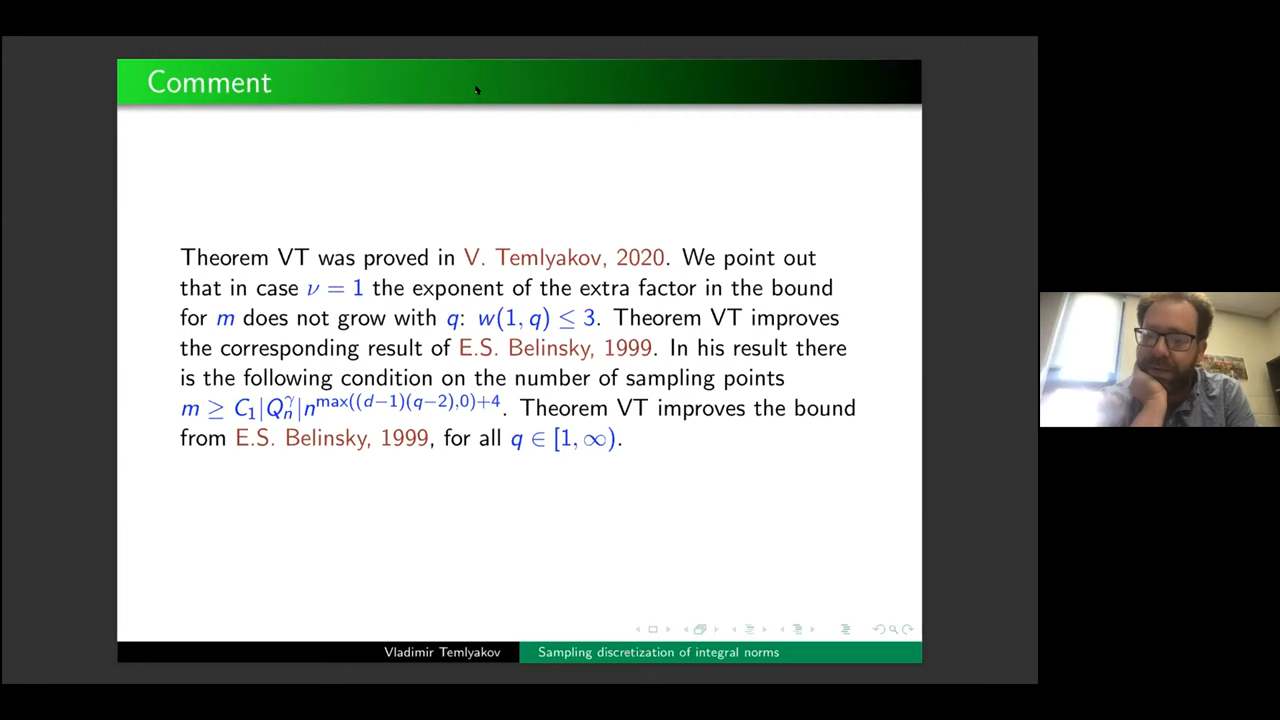 Comment
Theorem VT was proved in V. Temlyakov, 2020. We point out
that in case ν = 1 the exponent of the extra factor in the bound
for m does not grow with q: w(1, q) ≤ 3. Theorem VT improves
the corresponding result of E.S. Belinsky, 1999. In his result there
is the following condition on the number of sampling points
m ≥ C₁|Qₙ^γ|n^{max((d−1)(q−2),0)+4}. Theorem VT improves the bound
from E.S. Belinsky, 1999, for all q ∈ [1, ∞).
Vladimir Temlyakov
Sampling discretization of integral norms